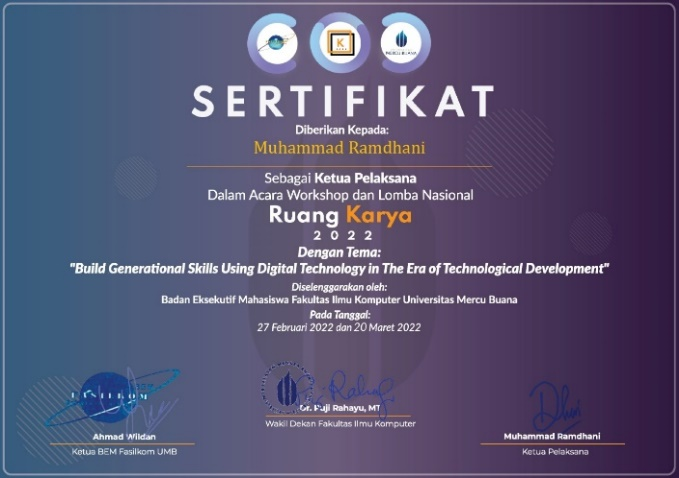 K
MERCU BUANA
SERTIFIKAT
Diberikan Kepada:
Muhammad Ramdhani
Sebagai Ketua Pelaksana
Dalam Acara Workshop dan Lomba Nasional
Ruang Karya
2022
Dengan Tema:
"Build Generational Skills Using Digital Technology in The Era of Technological Development"
Diselenggarakan oleh:
Badan Eksekutif Mahasiswa Fakultas Ilmu Komputer Universitas Mercu Buana
Pada Tanggal:
27 Februari 2022 dan 20 Maret 2022
FASILKOM
Ahmad Wildan
Ketua BEM Fasilkom UMB
Dr. Puji Rahayu, MT
Wakil Dekan Fakultas Ilmu Komputer
Muhammad Ramdhani
Ketua Pelaksana